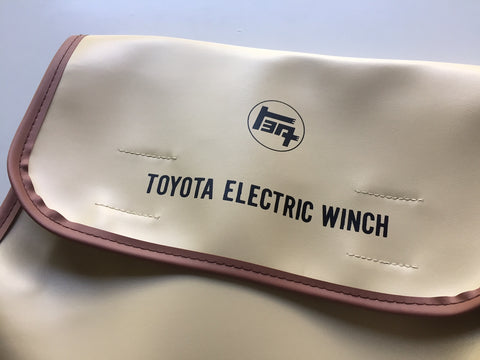 トヨタ
TOYOTA ELECTRIC WINCH